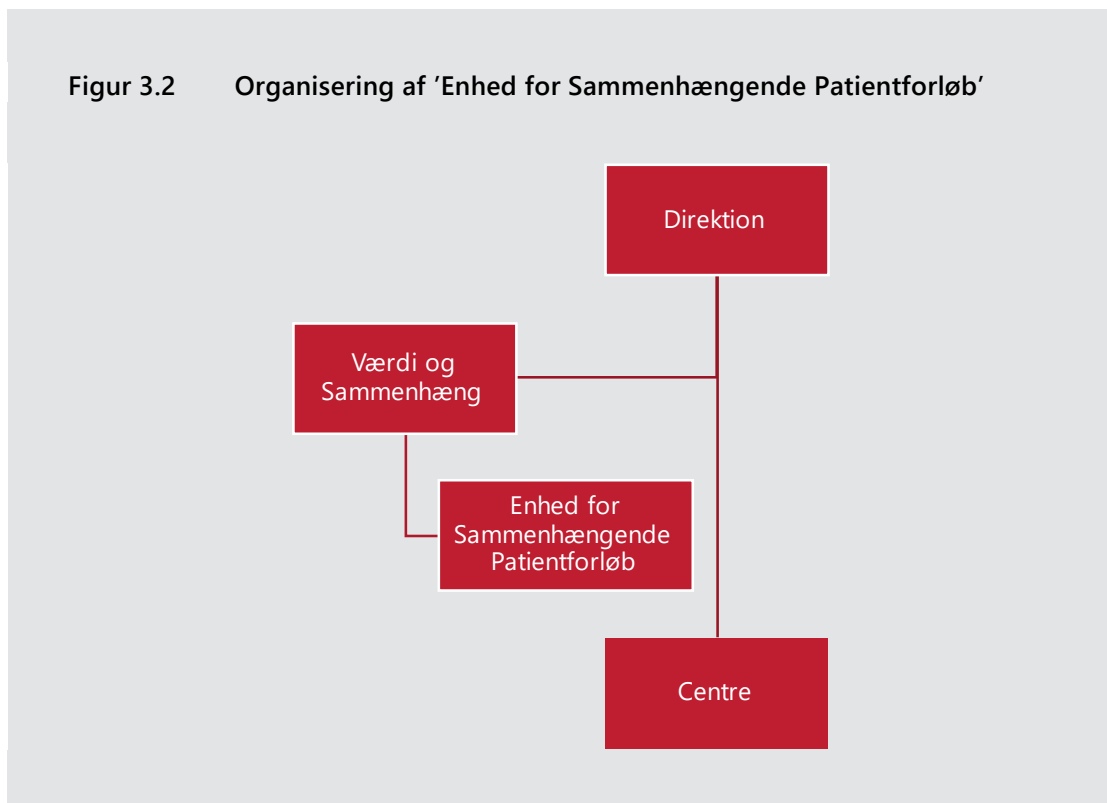 Figur 3.2 Organisering af ’Enhed for Sammenhængende Patientforløb’
Direktion
Værdi og
Sammenhæng
Enhed for
Sammenhængende
Patientforløb
Centre